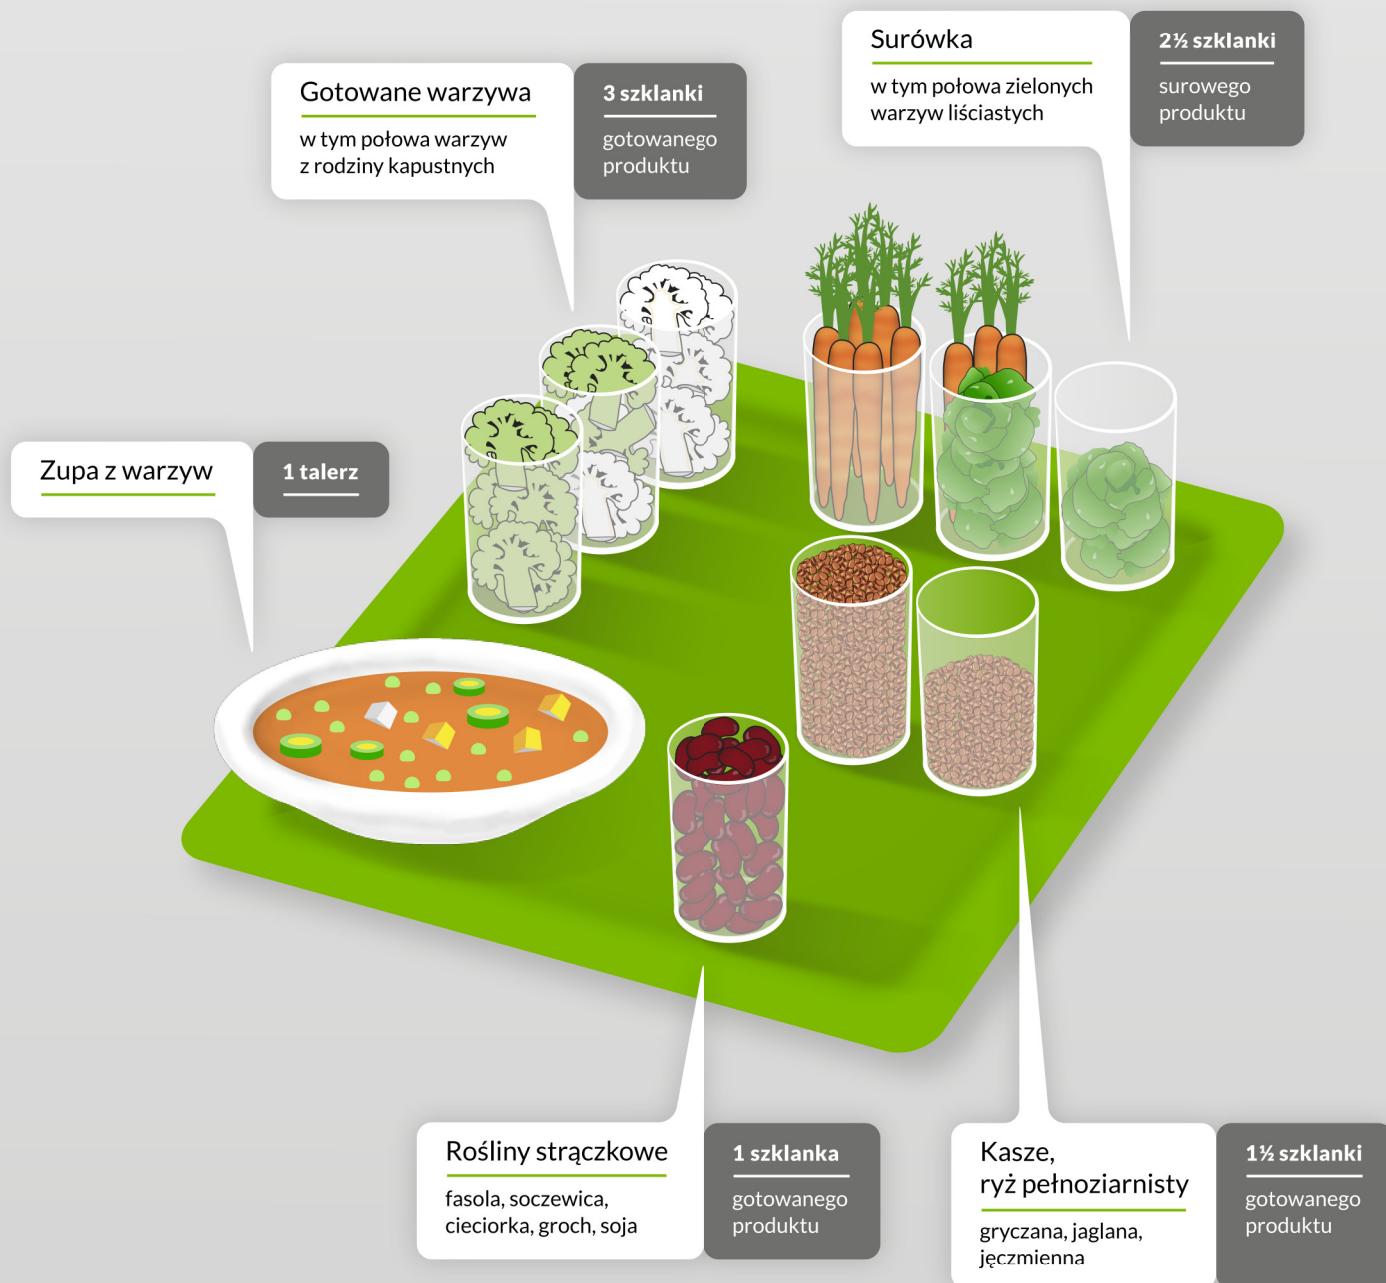 Surówka
w tym połowa zielonych
warzyw liściastych
2½ szklanki
surowego
produktu
Gotowane warzywa
w tym połowa warzyw
z rodziny kapustnych
3 szklanki
gotowanego
produktu
Zupa z warzyw
1 talerz
Rośliny strączkowe
fasola, soczewica,
cieciorka, groch, soja
1 szklanka
gotowanego
produktu
Kasze,
ryż pełnoziarnisty
gryczana, jaglana,
jęczmienna
1½ szklanki
gotowanego
produktu